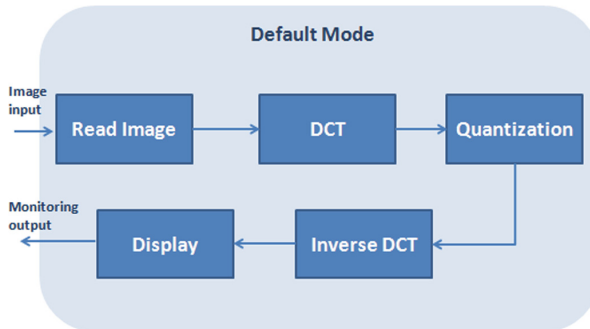 Default Mode
Image
input
Read Image
DCT
Quantization
Monitoring
output
Display
Inverse DCT